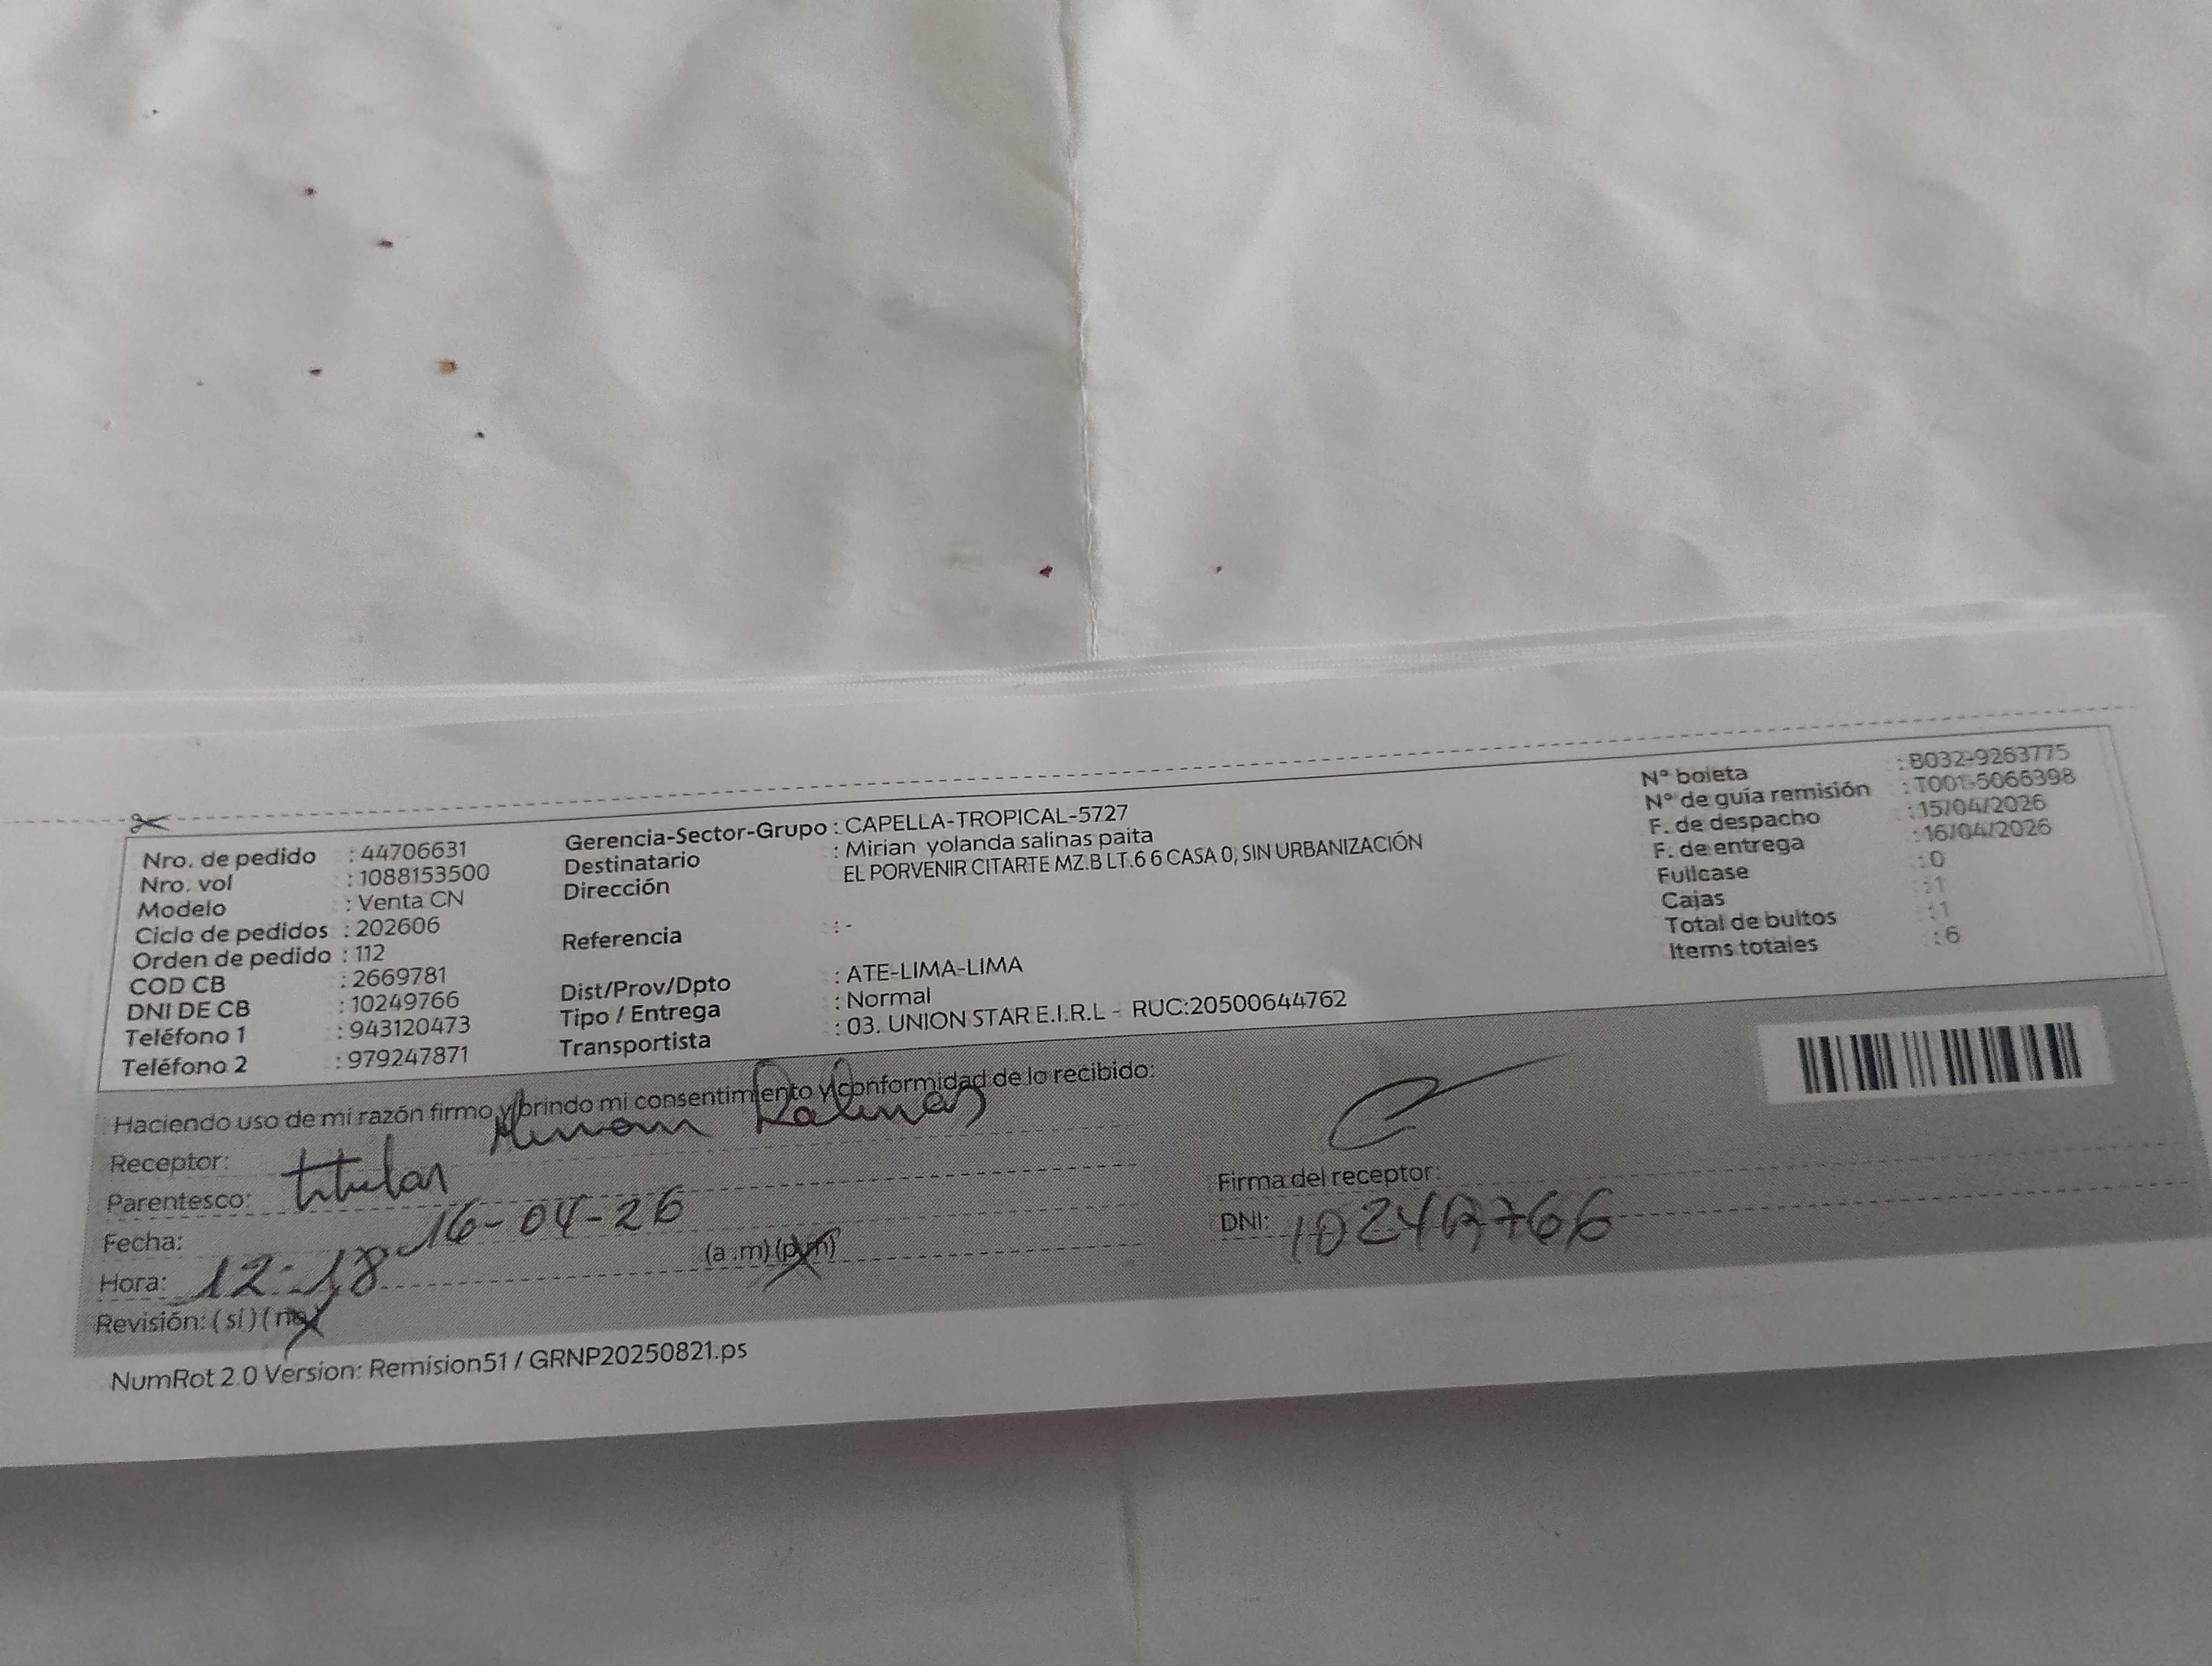 Nro. de pedido : 44706631
Nro. vol : 1088153500
Modelo : Venta CN
Ciclo de pedidos : 202606
Orden de pedido : 112
COD CB : 2669781
DNI DE CB : 10249766
Teléfono 1 : 943120473
Teléfono 2 : 979247871
Gerencia-Sector-Grupo : CAPELLA-TROPICAL-5727
Destinatario : Mirian yolanda salinas paita
Dirección EL PORVENIR CITARTE MZ.B LT.6 6 CASA 0, SIN URBANIZACIÓN
Referencia : -
Dist/Prov/Dpto : ATE-LIMA-LIMA
Tipo / Entrega : Normal
Transportista : 03. UNION STAR E.I.R.L - RUC:20500644762
N° boleta : B032-9263775
N° de guía remisión : T001-5066398
F. de despacho : 15/04/2026
F. de entrega : 16/04/2026
Fullcase : 0
Cajas : 1
Total de bultos : 1
Items totales : 6
Haciendo uso de mi razón firmo y brindo mi consentimiento y conformidad de lo recibido:
Receptor: Miriam Salinas
Parentesco: titular
Fecha: 16-04-26
Hora: 12:18 (a.m) (p.m)
Revisión: (si) (no)
Firma del receptor:
DNI: 10249766
NumRot 2.0 Version: Remision51 / GRNP20250821.ps